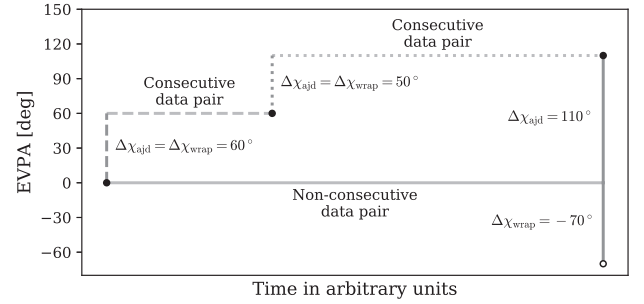 150
120
90
60
30
0
−30
−60
EVPA [deg]
Consecutive
data pair
Δχajd = Δχwrap = 50°
Consecutive
data pair
Δχajd = Δχwrap = 60°
Δχajd = 110°
Non-consecutive
data pair
Δχwrap = −70°
Time in arbitrary units